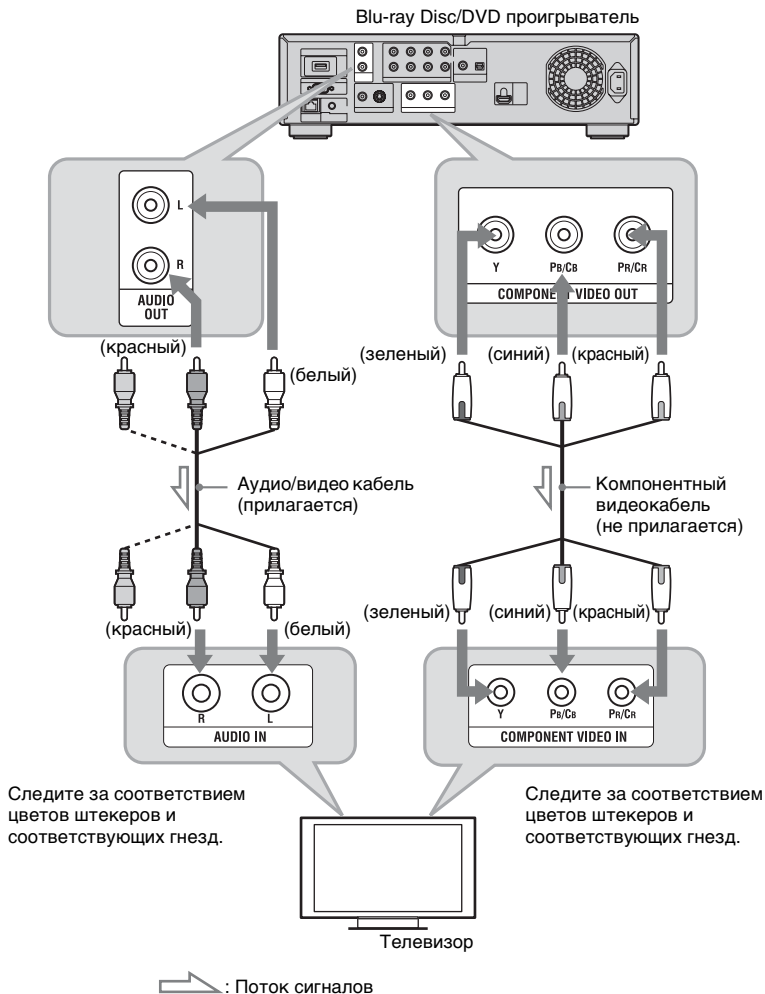 Blu-ray Disc/DVD проигрыватель
L
R
AUDIO
OUT
Y
PB/CB
PR/CR
COMPONENT VIDEO OUT
(красный)
(белый)
(зеленый)
(синий)
(красный)
Аудио/видео кабель
(прилагается)
Компонентный
видеокабель
(не прилагается)
(красный)
(белый)
(зеленый)
(синий)
(красный)
R
L
AUDIO IN
Y
PB/CB
PR/CR
COMPONENT VIDEO IN
Следите за соответствием
цветов штекеров и
соответствующих гнезд.
Следите за соответствием
цветов штекеров и
соответствующих гнезд.
Телевизор
: Поток сигналов